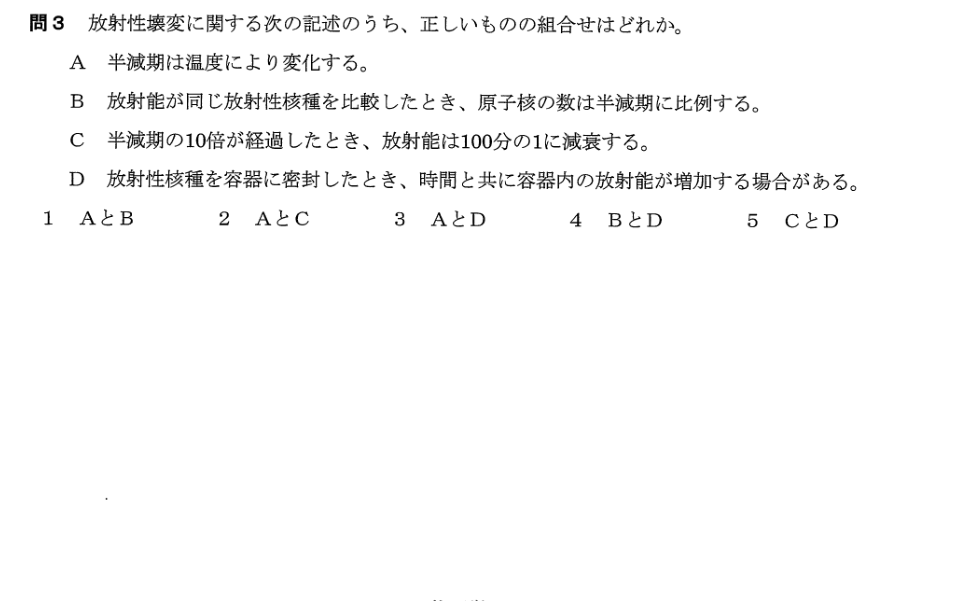 問3 放射性壊変に関する次の記述のうち、正しいものの組合せはどれか。
A 半減期は温度により変化する。
B 放射能が同じ放射性核種を比較したとき、原子核の数は半減期に比例する。
C 半減期の10倍が経過したとき、放射能は100分の1に減衰する。
D 放射性核種を容器に密封したとき、時間と共に容器内の放射能が増加する場合がある。
1 AとB 2 AとC 3 AとD 4 BとD 5 CとD